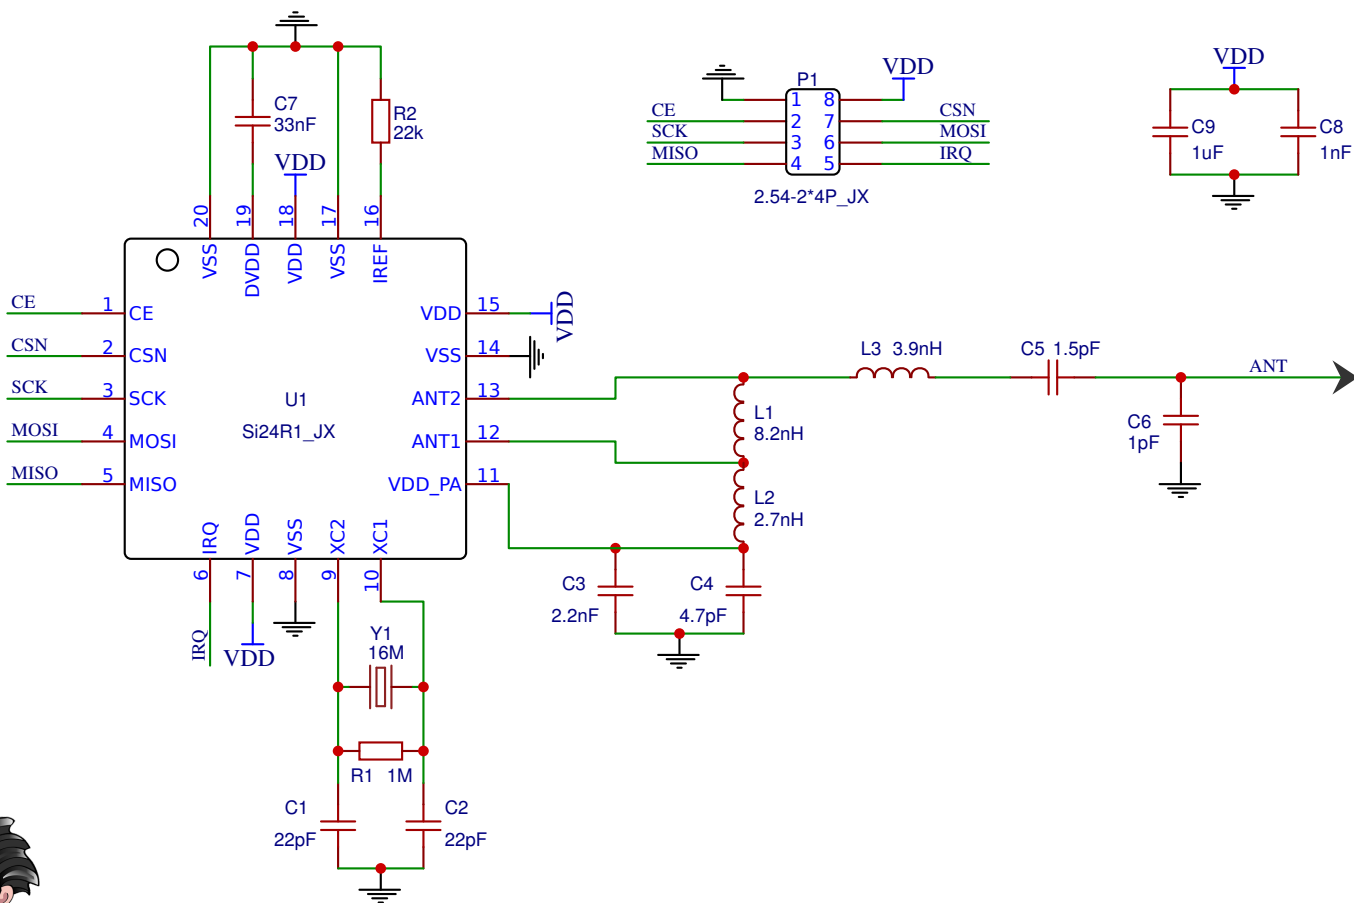 C7
33nF
R2
22k
VDD
20
19
18
17
16
VSS
DVDD
VDD
VSS
IREF
P1
VDD
1 8
CE 2 7 CSN
SCK 3 6 MOSI
MISO 4 5 IRQ
2.54-2*4P_JX
VDD
C9
1uF
C8
1nF
CE 1 CE
CSN 2 CSN
SCK 3 SCK
MOSI 4 MOSI
MISO 5 MISO
U1
Si24R1_JX
VDD 15 VDD
VSS 14
ANT2 13
ANT1 12
VDD_PA 11
IRQ
VDD
VSS
XC2
XC1
6
7
8
9
10
IRQ
VDD
L1
8.2nH
L2
2.7nH
L3 3.9nH
C5 1.5pF
ANT
C6
1pF
C3
2.2nF
C4
4.7pF
Y1
16M
R1 1M
C1
22pF
C2
22pF